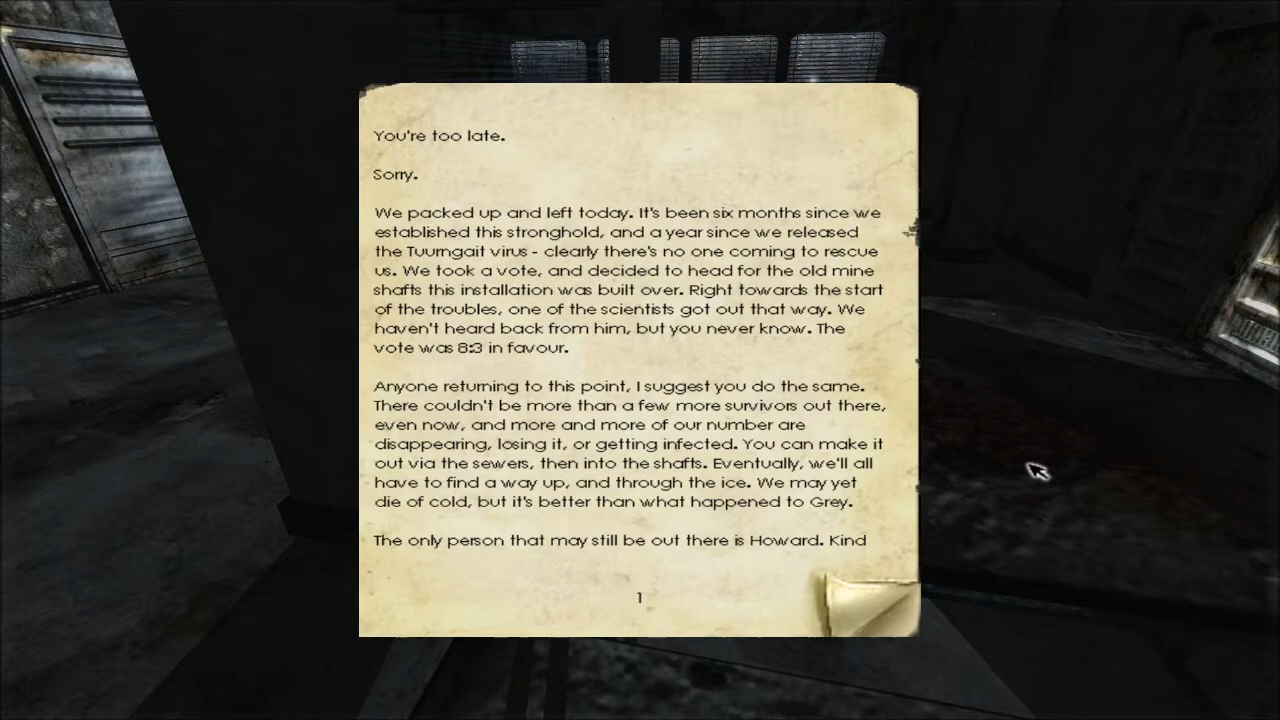 You're too late.
Sorry.
We packed up and left today. It's been six months since we
established this stronghold, and a year since we released
the Tuurngait virus - clearly there's no one coming to rescue
us. We took a vote, and decided to head for the old mine
shafts this installation was built over. Right towards the start
of the troubles, one of the scientists got out that way. We
haven't heard back from him, but you never know. The
vote was 8:3 in favour.
Anyone returning to this point, I suggest you do the same.
There couldn't be more than a few more survivors out there,
even now, and more and more of our number are
disappearing, losing it, or getting infected. You can make it
out via the sewers, then into the shafts. Eventually, we'll all
have to find a way up, and through the ice. We may yet
die of cold, but it's better than what happened to Grey.
The only person that may still be out there is Howard. Kind
1